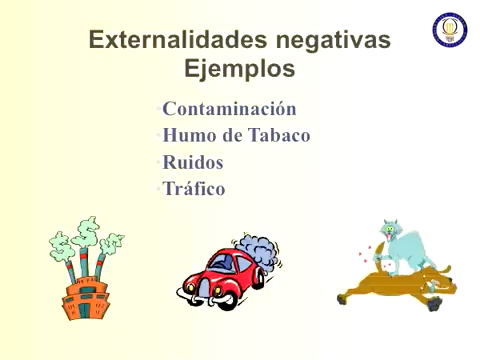 Externalidades negativas
Ejemplos
Contaminación
Humo de Tabaco
Ruidos
Tráfico